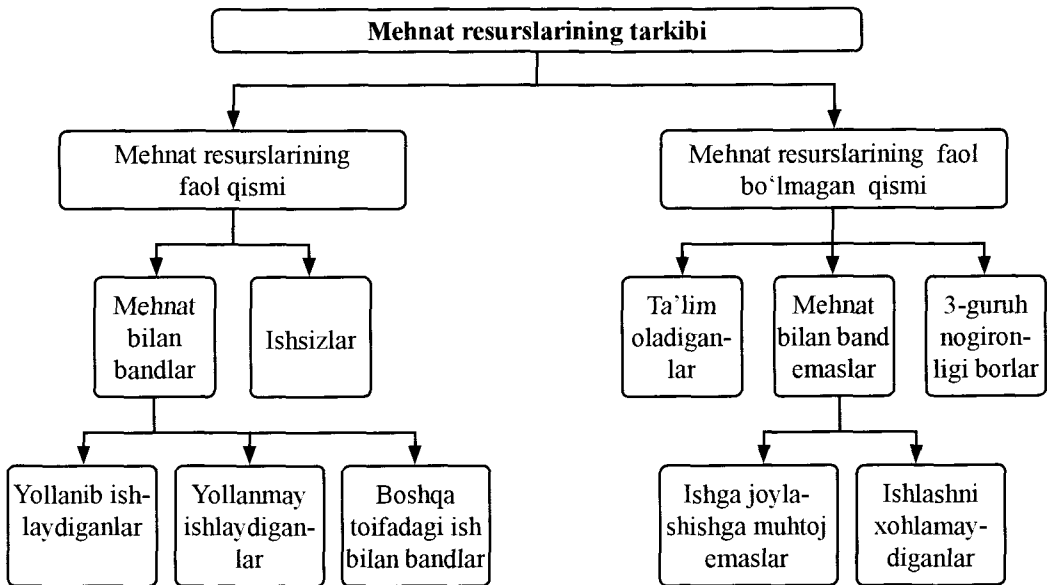 Mehnat resurslarining tarkibi
Mehnat resurslarining
faol qismi
Mehnat resurslarining faol
bo‘lmagan qismi
Mehnat
bilan
bandlar
Ishsizlar
Ta’lim
oladigan-
lar
Mehnat
bilan band
emaslar
3-guruh
nogiron-
ligi borlar
Yollanib ish-
laydiganlar
Yollanmay
ishlaydigan-
lar
Boshqa
toifadagi ish
bilan bandlar
Ishga joyla-
shishga muhtoj
emaslar
Ishlashni
xohlamay-
diganlar